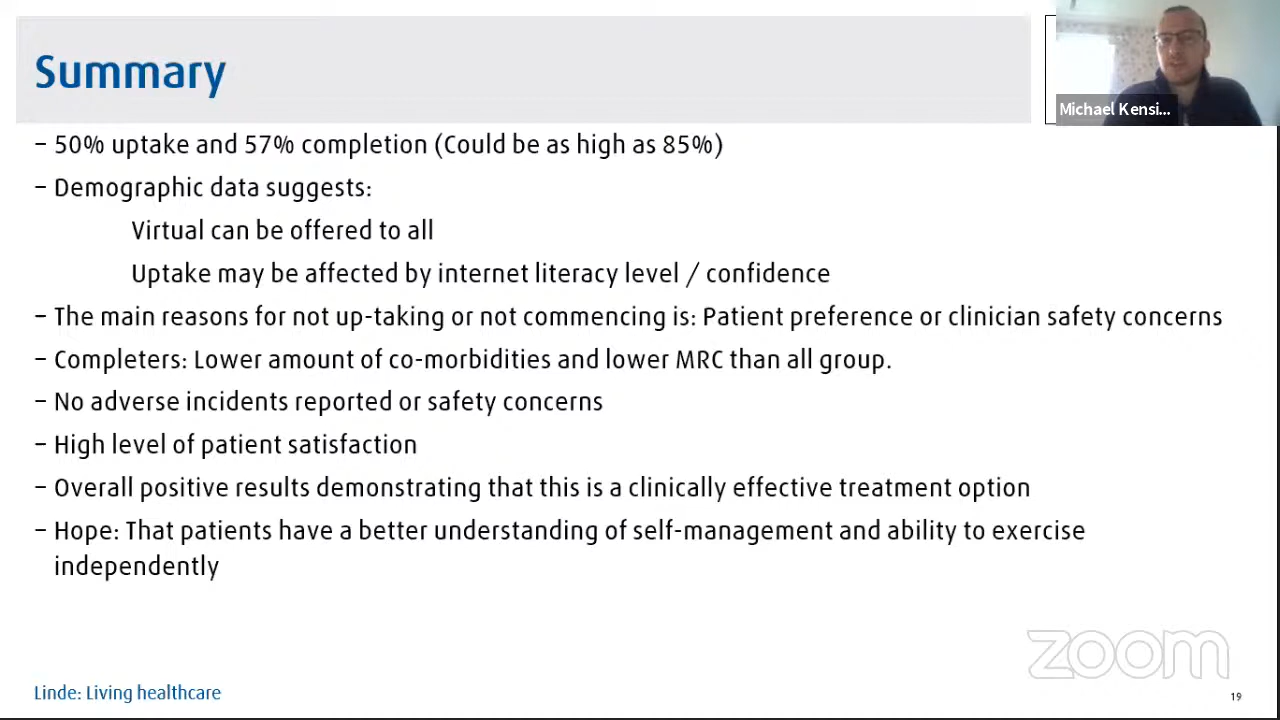 Summary
Michael Kensi...
– 50% uptake and 57% completion (Could be as high as 85%)
– Demographic data suggests:
Virtual can be offered to all
Uptake may be affected by internet literacy level / confidence
– The main reasons for not up-taking or not commencing is: Patient preference or clinician safety concerns
– Completers: Lower amount of co-morbidities and lower MRC than all group.
– No adverse incidents reported or safety concerns
– High level of patient satisfaction
– Overall positive results demonstrating that this is a clinically effective treatment option
– Hope: That patients have a better understanding of self-management and ability to exercise
independently
zoom
Linde: Living healthcare
19